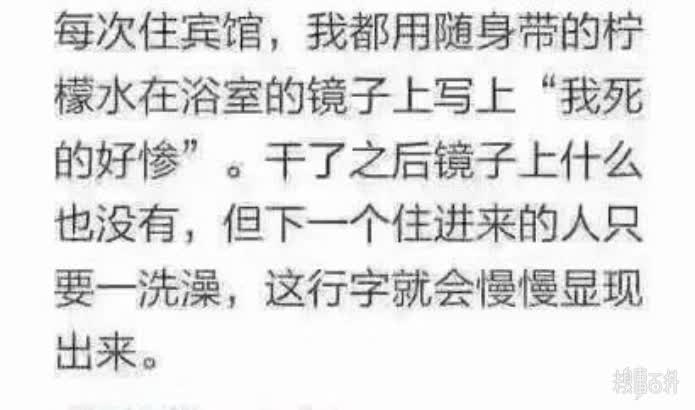 每次住宾馆，我都用随身带的柠
檬水在浴室的镜子上写上“我死
的好惨”。干了之后镜子上什么
也没有，但下一个住进来的人只
要一洗澡，这行字就会慢慢显现
出来。